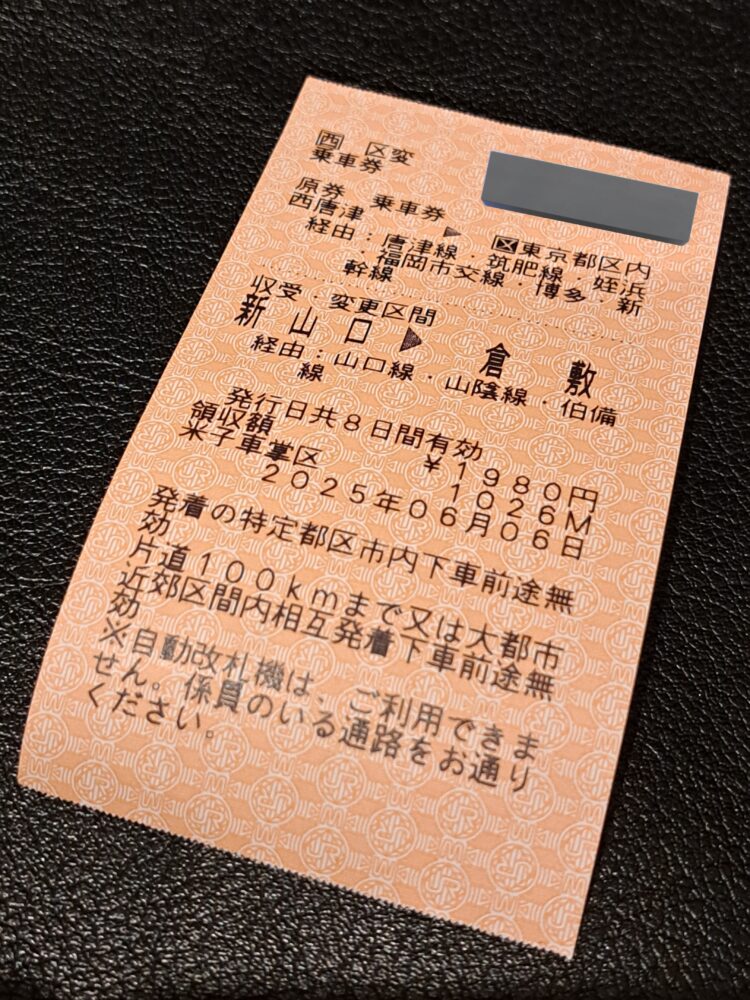 西 区変
乗車券
原券 乗車券
西唐津 ▶ 区東京都区内
経由：唐津線・筑肥線・姪浜
・福岡市交線・博多・新
幹線
収受・変更区間
新山口 ▶ 倉敷
経由：山口線・山陰線・伯備
線
発行日共８日間有効
領収額 ￥１９８０円
米子車掌区 １０２６Ｍ
２０２５年０６月０６日
発着の特定都区市内下車前途無
効
片道１００ｋｍまで又は大都市
近郊区間内相互発着下車前途無
効
※自動改札機は、ご利用できま
せん。係員のいる通路をお通り
ください。